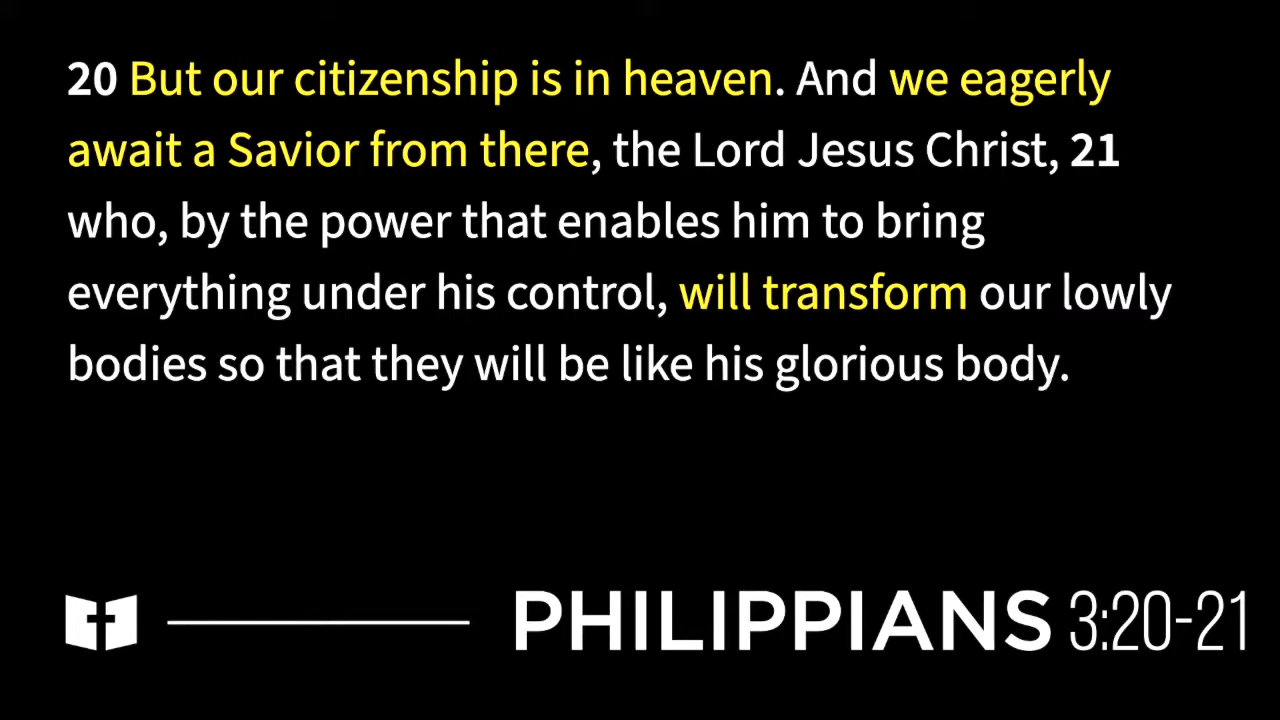 20 But our citizenship is in heaven. And we eagerly
await a Savior from there, the Lord Jesus Christ, 21
who, by the power that enables him to bring
everything under his control, will transform our lowly
bodies so that they will be like his glorious body.
PHILIPPIANS 3:20-21